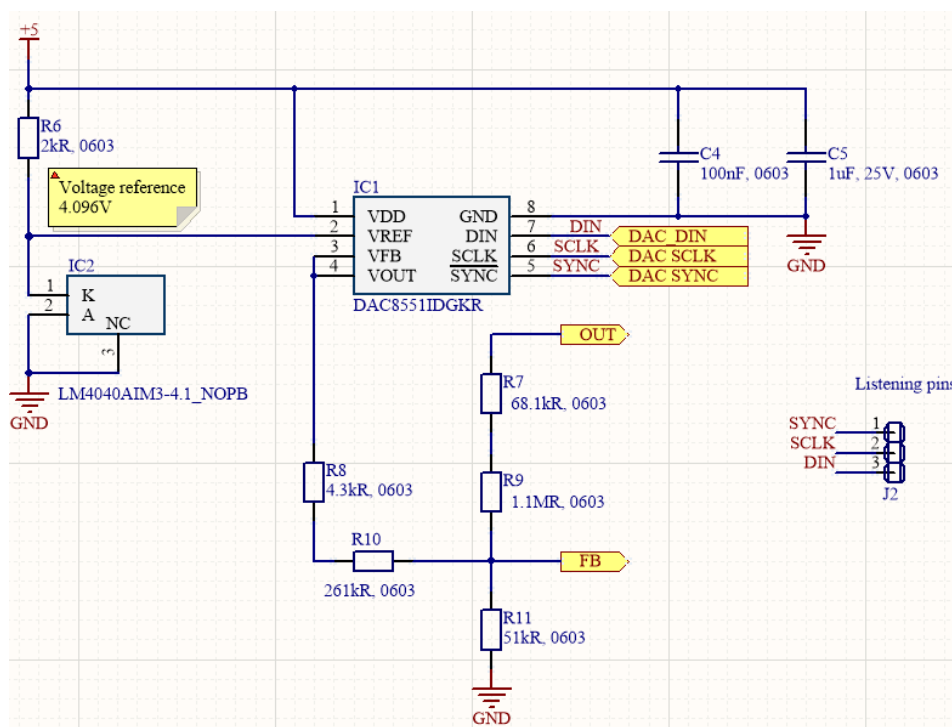 +5
R6
2kR, 0603
Voltage reference
4.096V
C4
100nF, 0603
C5
1uF, 25V, 0603
IC1
1 VDD GND 8
2 VREF DIN 7 DIN DAC_DIN
3 VFB SCLK 6 SCLK DAC SCLK
4 VOUT SYNC 5 SYNC DAC SYNC
DAC8551IDGKR
GND
IC2
1 K
2 A
NC
3
LM4040AIM3-4.1_NOPB
GND
OUT
R7
68.1kR, 0603
Listening pins
SYNC 1
SCLK 2
DIN 3
J2
R8
4.3kR, 0603
R9
1.1MR, 0603
R10
261kR, 0603
FB
R11
51kR, 0603
GND